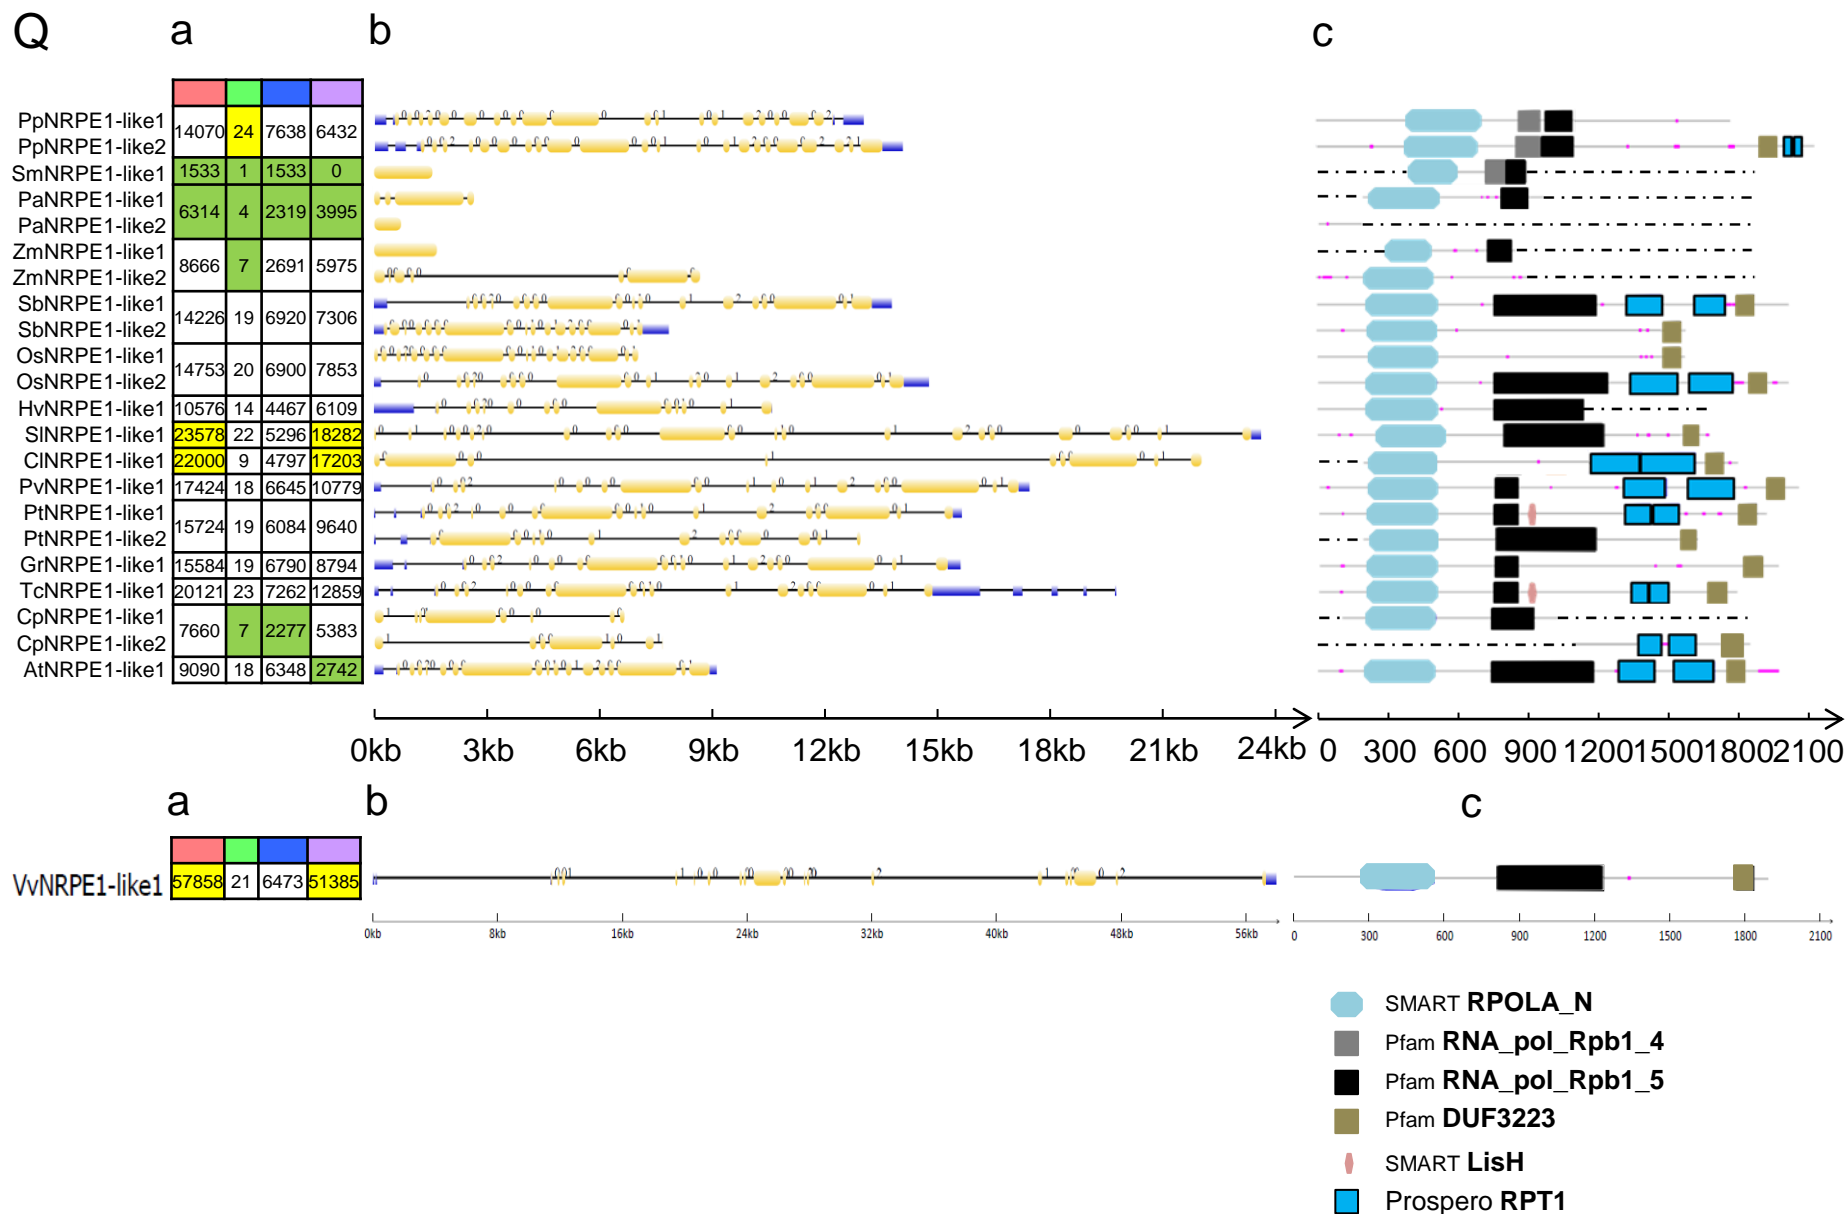 Q a b c
PpNRPE1-like1
14070 24 7638 6432
PpNRPE1-like2
SmNRPE1-like1 1533 1 1533 0
PaNRPE1-like1
6314 4 2319 3995
PaNRPE1-like2
ZmNRPE1-like1
8666 7 2691 5975
ZmNRPE1-like2
SbNRPE1-like1
14226 19 6920 7306
SbNRPE1-like2
OsNRPE1-like1
14753 20 6900 7853
OsNRPE1-like2
HvNRPE1-like1 10576 14 4467 6109
SlNRPE1-like1 23578 22 5296 18282
ClNRPE1-like1 22000 9 4797 17203
PvNRPE1-like1 17424 18 6645 10779
PtNRPE1-like1
15724 19 6084 9640
PtNRPE1-like2
GrNRPE1-like1 15584 19 6790 8794
TcNRPE1-like1 20121 23 7262 12859
CpNRPE1-like1
7660 7 2277 5383
CpNRPE1-like2
AtNRPE1-like1 9090 18 6348 2742
0kb 3kb 6kb 9kb 12kb 15kb 18kb 21kb 24kb 0 300 600 900 1200 1500 1800 2100
a b c
VvNRPE1-like1 57858 21 6473 51385
0kb 8kb 16kb 24kb 32kb 40kb 48kb 56kb 0 300 600 900 1200 1500 1800 2100
SMART RPOLA_N
Pfam RNA_pol_Rpb1_4
Pfam RNA_pol_Rpb1_5
Pfam DUF3223
SMART LisH
Prospero RPT1